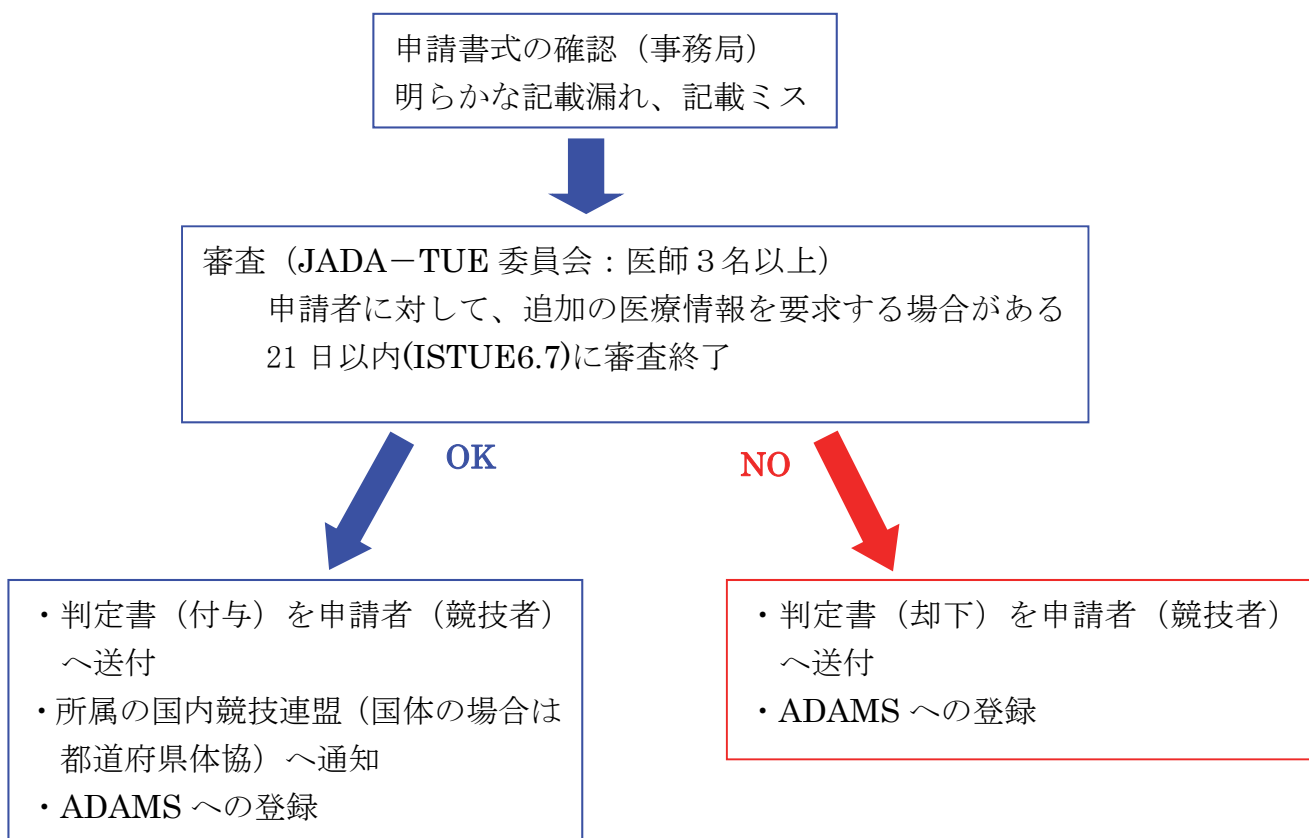 申請書式の確認（事務局）
明らかな記載漏れ、記載ミス
審査（JADA－TUE 委員会：医師３名以上）
申請者に対して、追加の医療情報を要求する場合がある
21 日以内(ISTUE6.7)に審査終了
OK
NO
・判定書（付与）を申請者（競技者）
へ送付
・所属の国内競技連盟（国体の場合は
都道府県体協）へ通知
・ADAMS への登録
・判定書（却下）を申請者（競技者）
へ送付
・ADAMS への登録